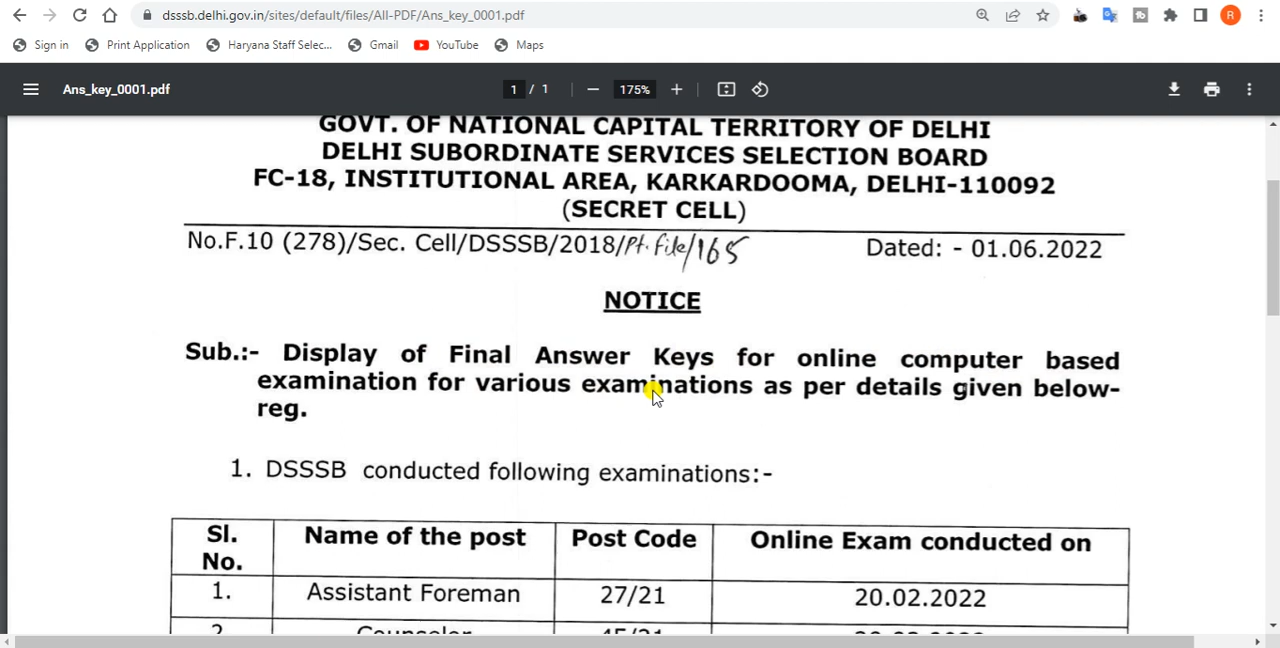 dsssb.delhi.gov.in/sites/default/files/All-PDF/Ans_key_0001.pdf
R
Sign in
Print Application
Haryana Staff Selec...
Gmail
YouTube
Maps
Ans_key_0001.pdf
1 / 1
175%
GOVT. OF NATIONAL CAPITAL TERRITORY OF DELHI
DELHI SUBORDINATE SERVICES SELECTION BOARD
FC-18, INSTITUTIONAL AREA, KARKARDOOMA, DELHI-110092
(SECRET CELL)
No.F.10 (278)/Sec. Cell/DSSSB/2018/Pt. File/165 Dated: - 01.06.2022
NOTICE
Sub.:- Display of Final Answer Keys for online computer based
examination for various examinations as per details given below-
reg.
1. DSSSB conducted following examinations:-
Sl. No. Name of the post Post Code Online Exam conducted on
1. Assistant Foreman 27/21 20.02.2022
2. Counselor 45/21